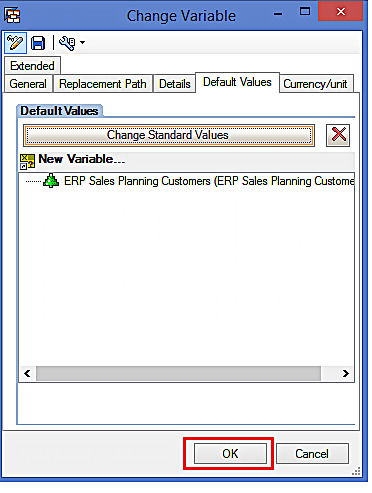 Change Variable
Extended
General Replacement Path Details Default Values Currency/unit
Default Values
Change Standard Values
New Variable...
ERP Sales Planning Customers (ERP Sales Planning Custome
OK Cancel